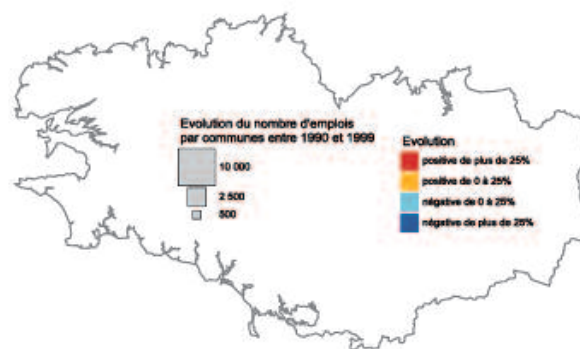 Evolution du nombre d'emplois
par communes entre 1990 et 1999
10 000
2 500
500
Evolution
positive de plus de 25%
positive de 0 à 25%
négative de 0 à 25%
négative de plus de 25%